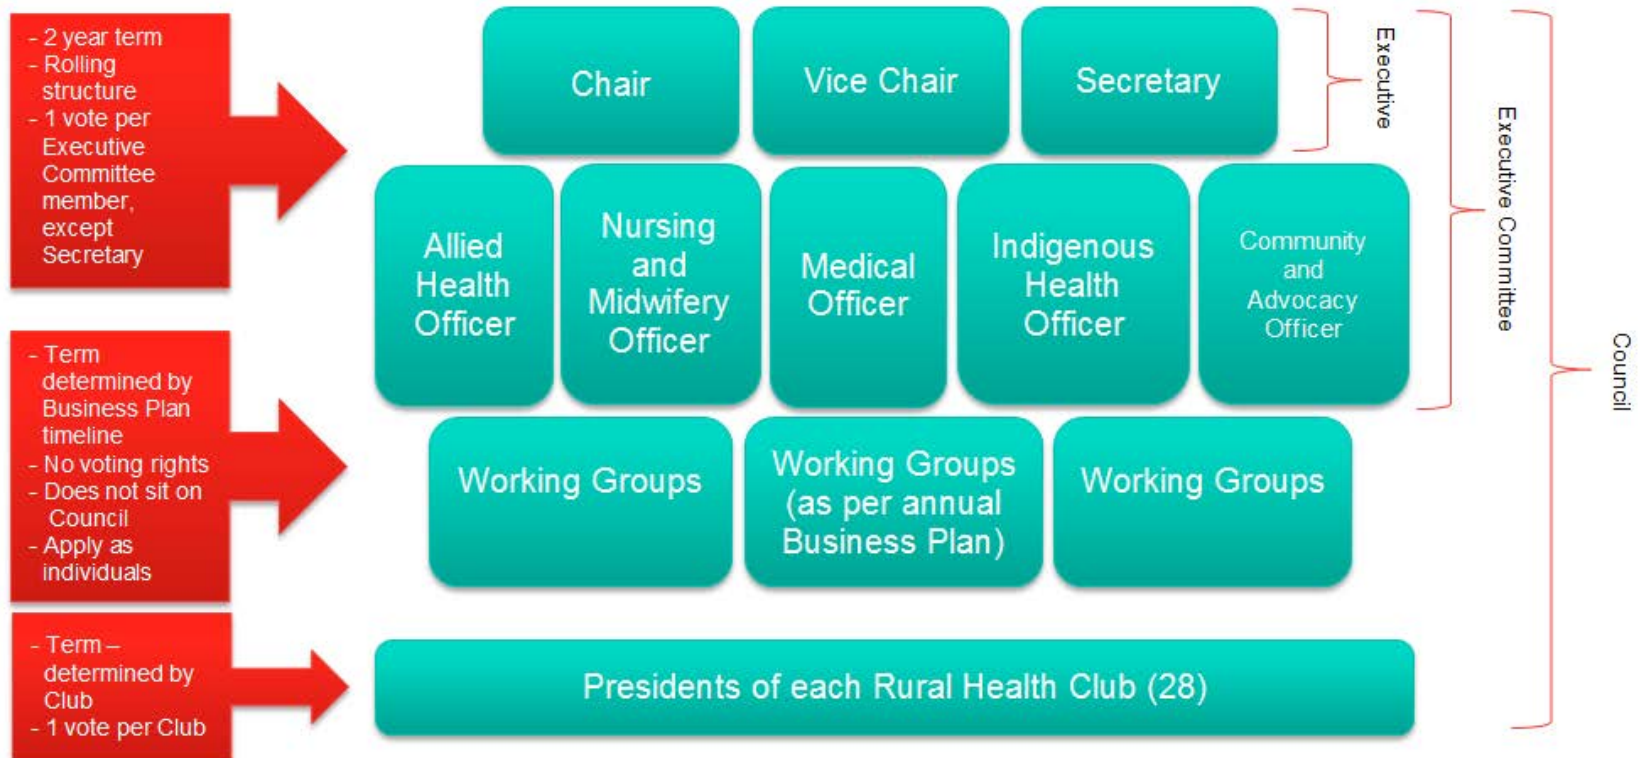 - 2 year term
- Rolling
structure
- 1 vote per
Executive
Committee
member,
except
Secretary
Chair
Vice Chair
Secretary
Executive
Allied
Health
Officer
Nursing
and
Midwifery
Officer
Medical
Officer
Indigenous
Health
Officer
Community
and
Advocacy
Officer
Executive Committee
Council
- Term
determined by
Business Plan
timeline
- No voting rights
- Does not sit on
Council
- Apply as
individuals
Working Groups
Working Groups
(as per annual
Business Plan)
Working Groups
- Term –
determined by
Club
- 1 vote per Club
Presidents of each Rural Health Club (28)